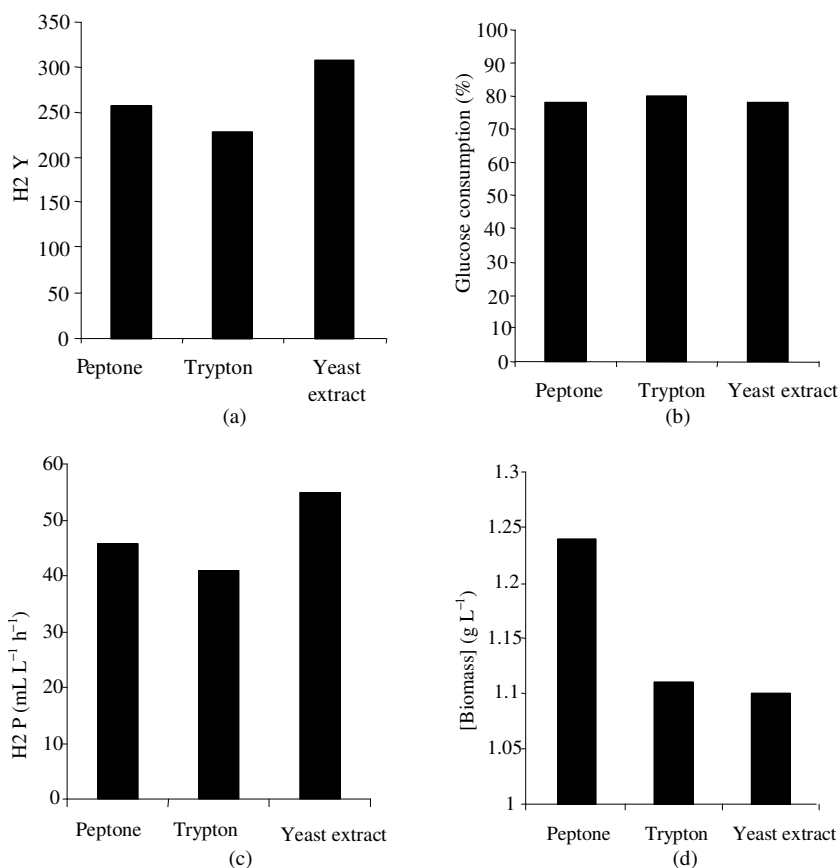 350
300
250
200
150
100
50
0
H2 Y
Peptone Trypton Yeast
extract
(a)
100
90
80
70
60
50
40
30
20
10
0
Glucose consumption (%)
Peptone Trypton Yeast extract
(b)
60
50
40
30
20
10
0
H2 P (mL L⁻¹ h⁻¹)
Peptone Trypton Yeast extract
(c)
1.3
1.25
1.2
1.15
1.1
1.05
1
[Biomass] (g L⁻¹)
Peptone Trypton Yeast extract
(d)